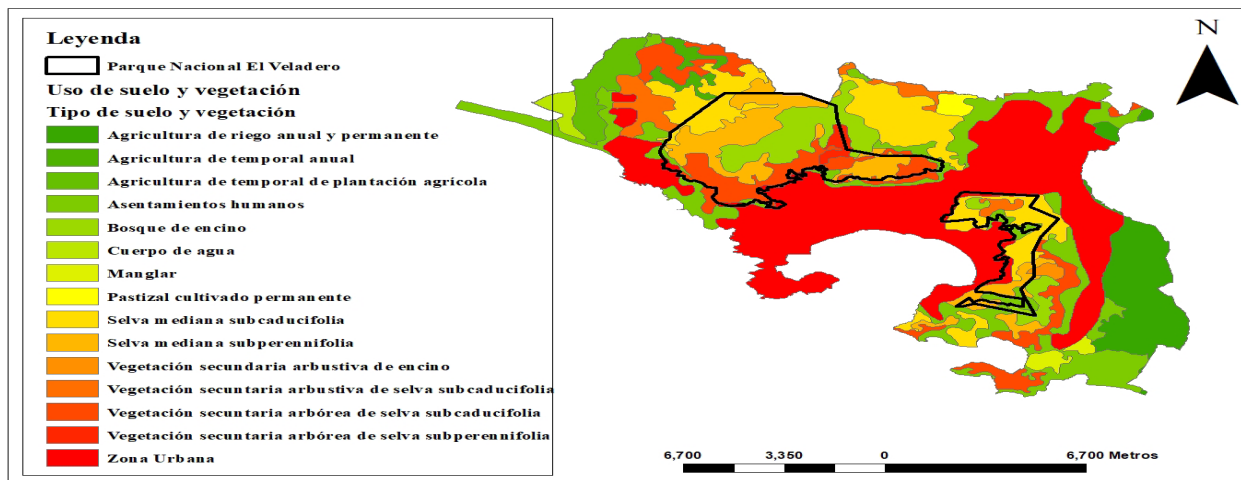 Leyenda
Parque Nacional El Veladero
Uso de suelo y vegetación
Tipo de suelo y vegetación
Agricultura de riego anual y permanente
Agricultura de temporal anual
Agricultura de temporal de plantación agrícola
Asentamientos humanos
Bosque de encino
Cuerpo de agua
Manglar
Pastizal cultivado permanente
Selva mediana subcaducifolia
Selva mediana subperennifolia
Vegetación secundaria arbustiva de encino
Vegetación secuntaria arbustiva de selva subcaducifolia
Vegetación secuntaria arbórea de selva subcaducifolia
Vegetación secuntaria arbórea de selva subperennifolia
Zona Urbana
N
6,700 3,350 0 6,700 Metros